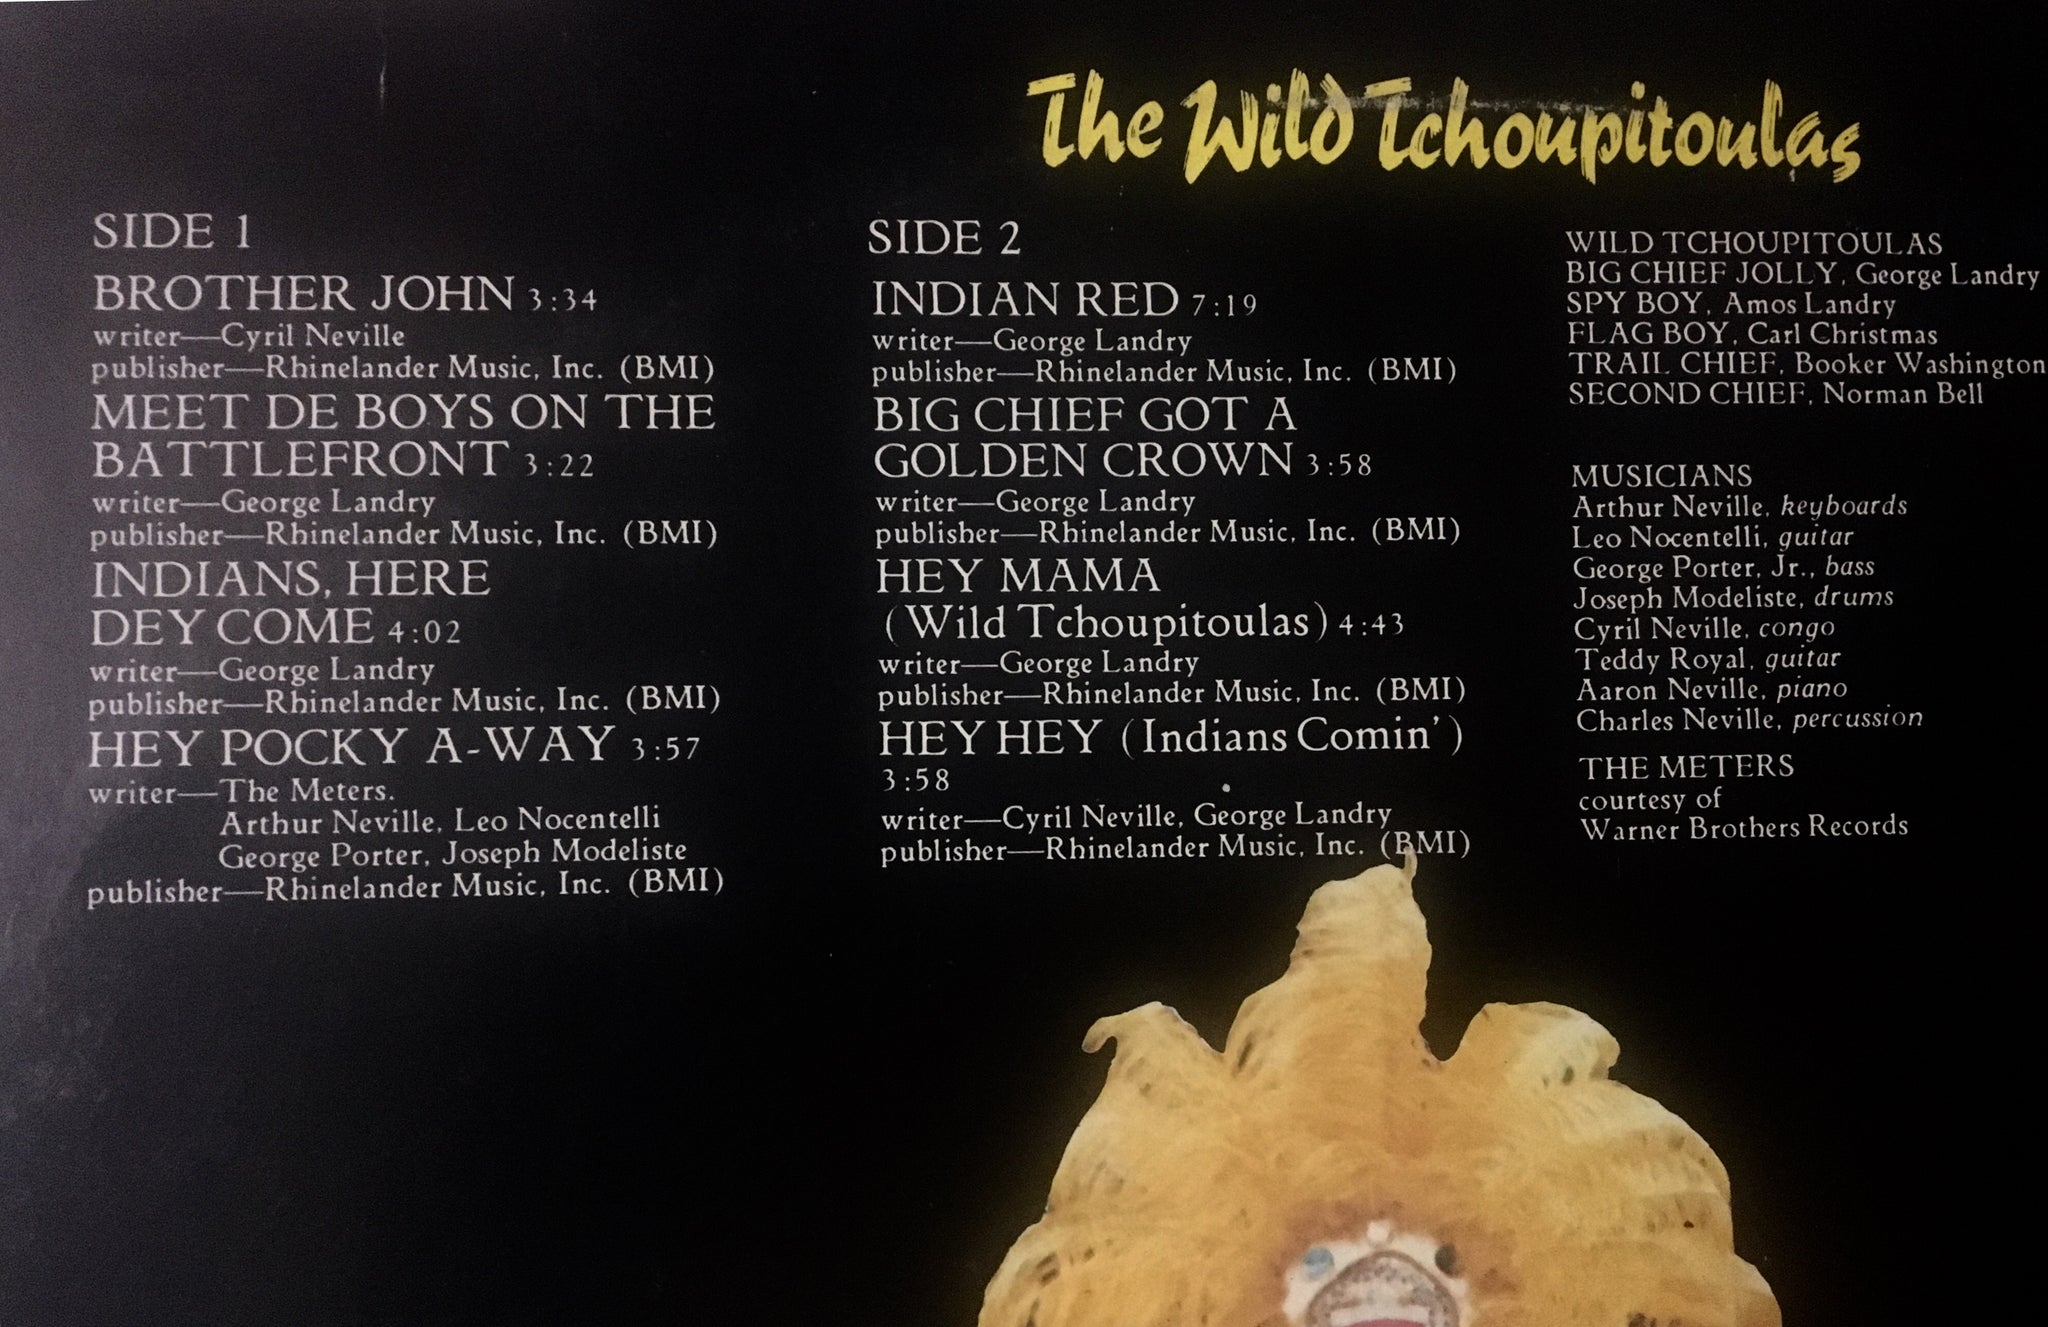 The Wild Tchoupitoulas
SIDE 1
BROTHER JOHN 3:34
writer—Cyril Neville
publisher—Rhinelander Music, Inc. (BMI)
MEET DE BOYS ON THE
BATTLEFRONT 3:22
writer—George Landry
publisher—Rhinelander Music, Inc. (BMI)
INDIANS, HERE
DEY COME 4:02
writer—George Landry
publisher—Rhinelander Music, Inc. (BMI)
HEY POCKY A-WAY 3:57
writer—The Meters.
Arthur Neville, Leo Nocentelli
George Porter, Joseph Modeliste
publisher—Rhinelander Music, Inc. (BMI)
SIDE 2
INDIAN RED 7:19
writer—George Landry
publisher—Rhinelander Music, Inc. (BMI)
BIG CHIEF GOT A
GOLDEN CROWN 3:58
writer—George Landry
publisher—Rhinelander Music, Inc. (BMI)
HEY MAMA
(Wild Tchoupitoulas) 4:43
writer—George Landry
publisher—Rhinelander Music, Inc. (BMI)
HEY HEY (Indians Comin')
3:58
writer—Cyril Neville, George Landry
publisher—Rhinelander Music, Inc. (BMI)
WILD TCHOUPITOULAS
BIG CHIEF JOLLY, George Landry
SPY BOY, Amos Landry
FLAG BOY, Carl Christmas
TRAIL CHIEF, Booker Washington
SECOND CHIEF, Norman Bell
MUSICIANS
Arthur Neville, keyboards
Leo Nocentelli, guitar
George Porter, Jr., bass
Joseph Modeliste, drums
Cyril Neville, congo
Teddy Royal, guitar
Aaron Neville, piano
Charles Neville, percussion
THE METERS
courtesy of
Warner Brothers Records